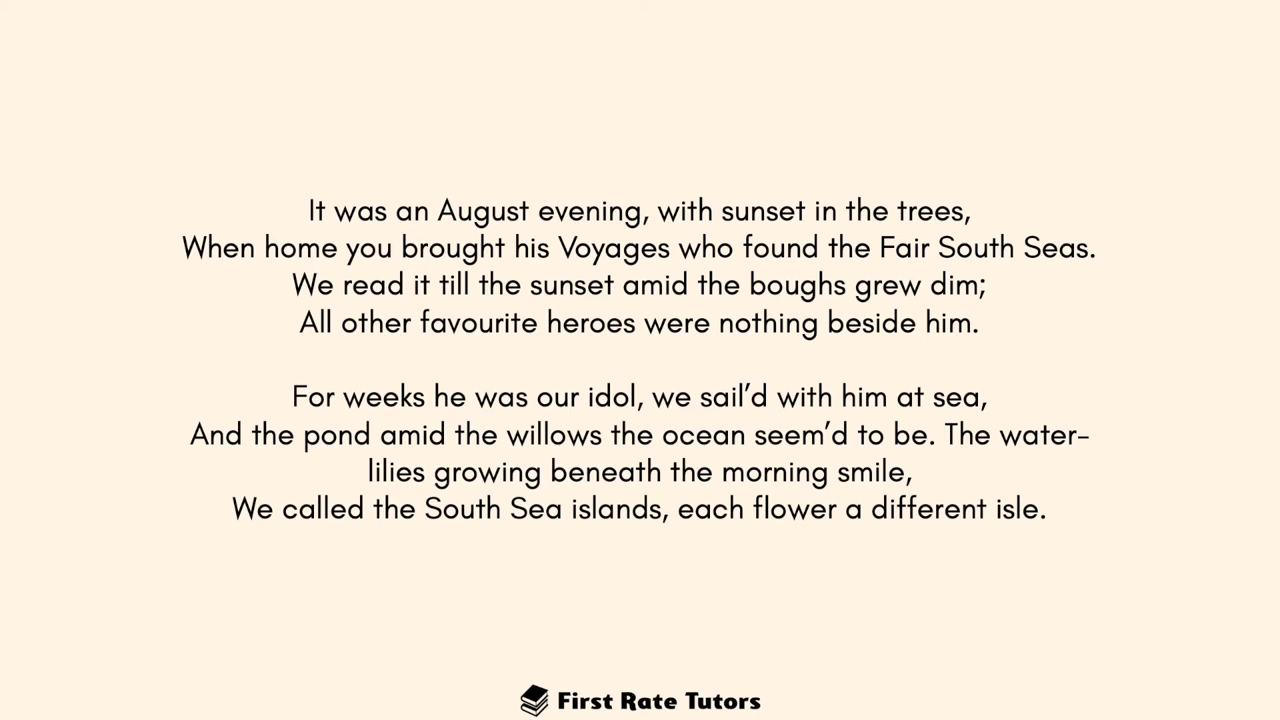 It was an August evening, with sunset in the trees,
When home you brought his Voyages who found the Fair South Seas.
We read it till the sunset amid the boughs grew dim;
All other favourite heroes were nothing beside him.
For weeks he was our idol, we sail’d with him at sea,
And the pond amid the willows the ocean seem’d to be. The water-
lilies growing beneath the morning smile,
We called the South Sea islands, each flower a different isle.
First Rate Tutors